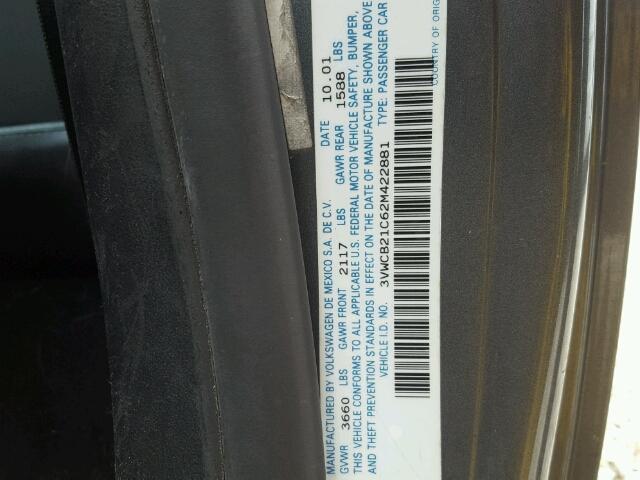 MANUFACTURED BY VOLKSWAGEN DE MEXICO S.A. DE C.V. DATE 10.01
GVWR 3660 LBS GAWR FRONT 2117 LBS GAWR REAR 1588 LBS
THIS VEHICLE CONFORMS TO ALL APPLICABLE U.S. FEDERAL MOTOR VEHICLE SAFETY, BUMPER,
AND THEFT PREVENTION STANDARDS IN EFFECT ON THE DATE OF MANUFACTURE SHOWN ABOVE
VEHICLE I.D. NO. 3VWCB21C62M422881 TYPE: PASSENGER CAR
COUNTRY OF ORIG